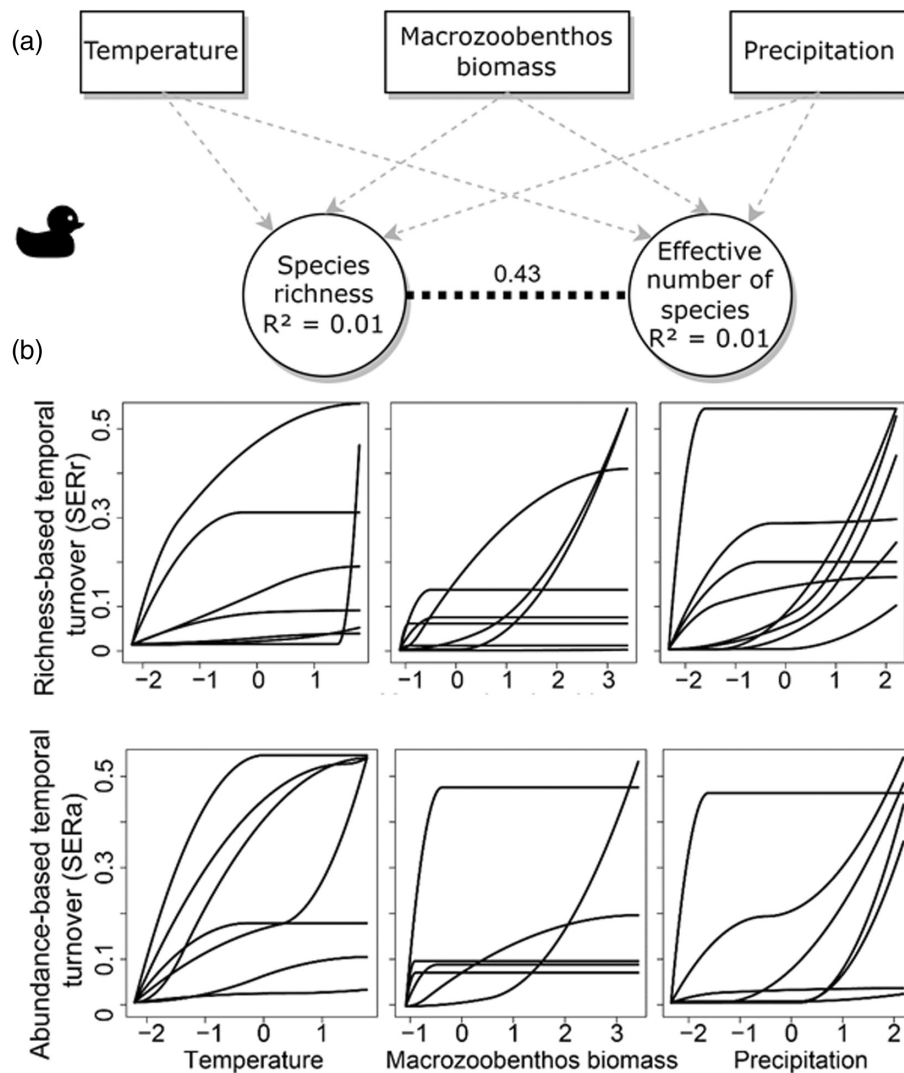 (a)
Temperature
Macrozoobenthos
biomass
Precipitation
Species
richness
R² = 0.01
0.43
Effective
number of
species
R² = 0.01
(b)
Richness-based temporal
turnover (SERr)
0 0.1 0.3 0.5
−2 −1 0 1
−1 0 1 2 3
−2 −1 0 1 2
Abundance-based temporal
turnover (SERa)
0 0.1 0.3 0.5
−2 −1 0 1
−1 0 1 2 3
−2 −1 0 1 2
Temperature
Macrozoobenthos biomass
Precipitation